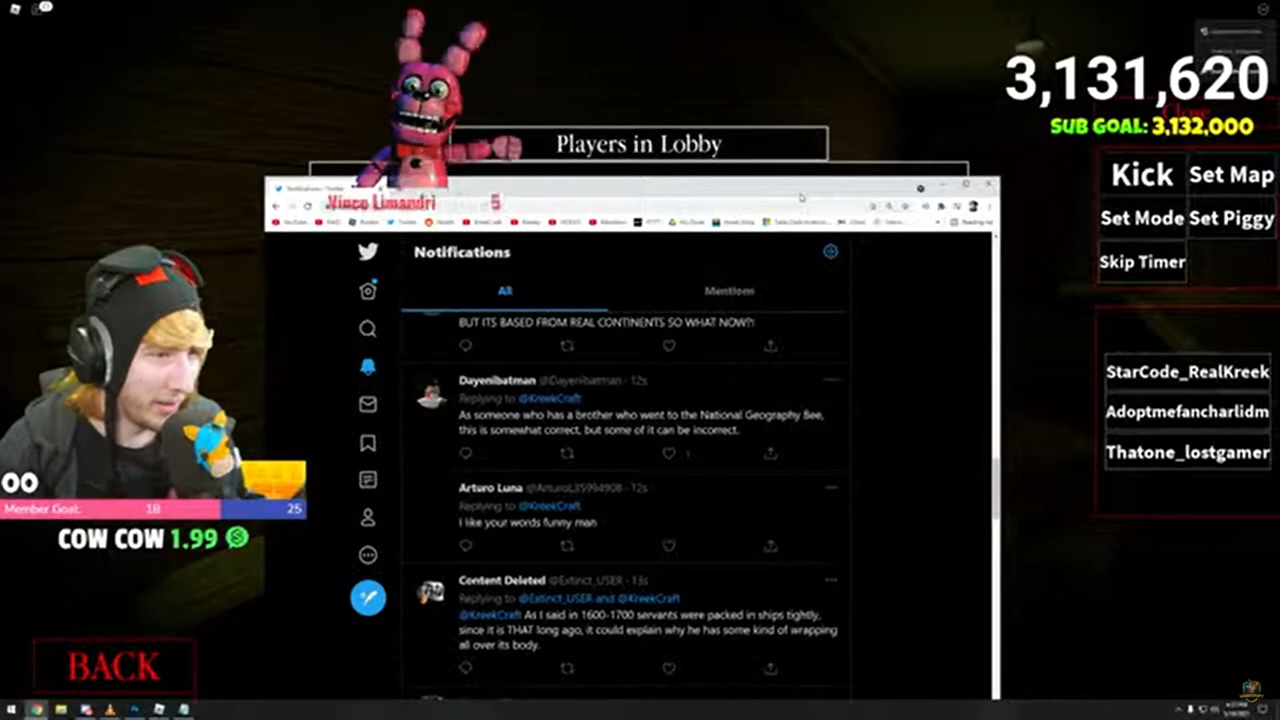 3,131,620
SUB GOAL: 3,132,000
Players in Lobby
Kick
Set Map
Set Mode
Set Piggy
Skip Timer
Vinco Limandri
5
Notifications
All
Mentions
BUT ITS BASED FROM REAL CONTINENTS SO WHAT NOW?!
Dayenibatman @Dayenibatman · 12s
Replying to @KreekCraft
As someone who has a brother who went to the National Geography Bee,
this is somewhat correct, but some of it can be incorrect.
Arturo Luna
12s
Replying to @KreekCraft
I like your words funny man
Content Deleted @Extinct_USER · 13s
Replying to @Extinct_USER and @KreekCraft
@KreekCraft As I said in 1600-1700 servants were packed in ships tightly,
since it is THAT long ago, it could explain why he has some kind of wrapping
all over its body.
StarCode_RealKreek
Adoptmefancharlidm
Thatone_lostgamer
00
Member Goal:
18
25
COW COW 1.99
BACK